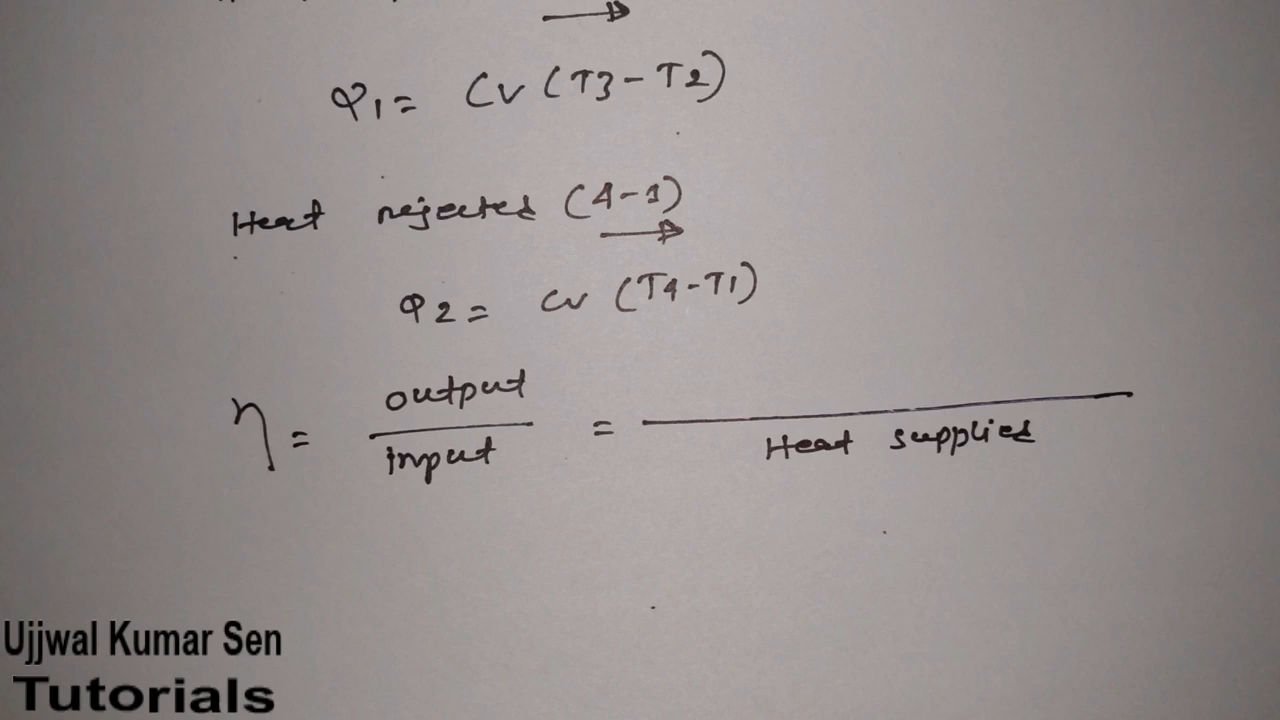 Q1 = Cv (T3 - T2)
Heat rejected (4-1)
Q2 = Cv (T4-T1)
η = output / input = / Heat supplied
Ujjwal Kumar Sen
Tutorials